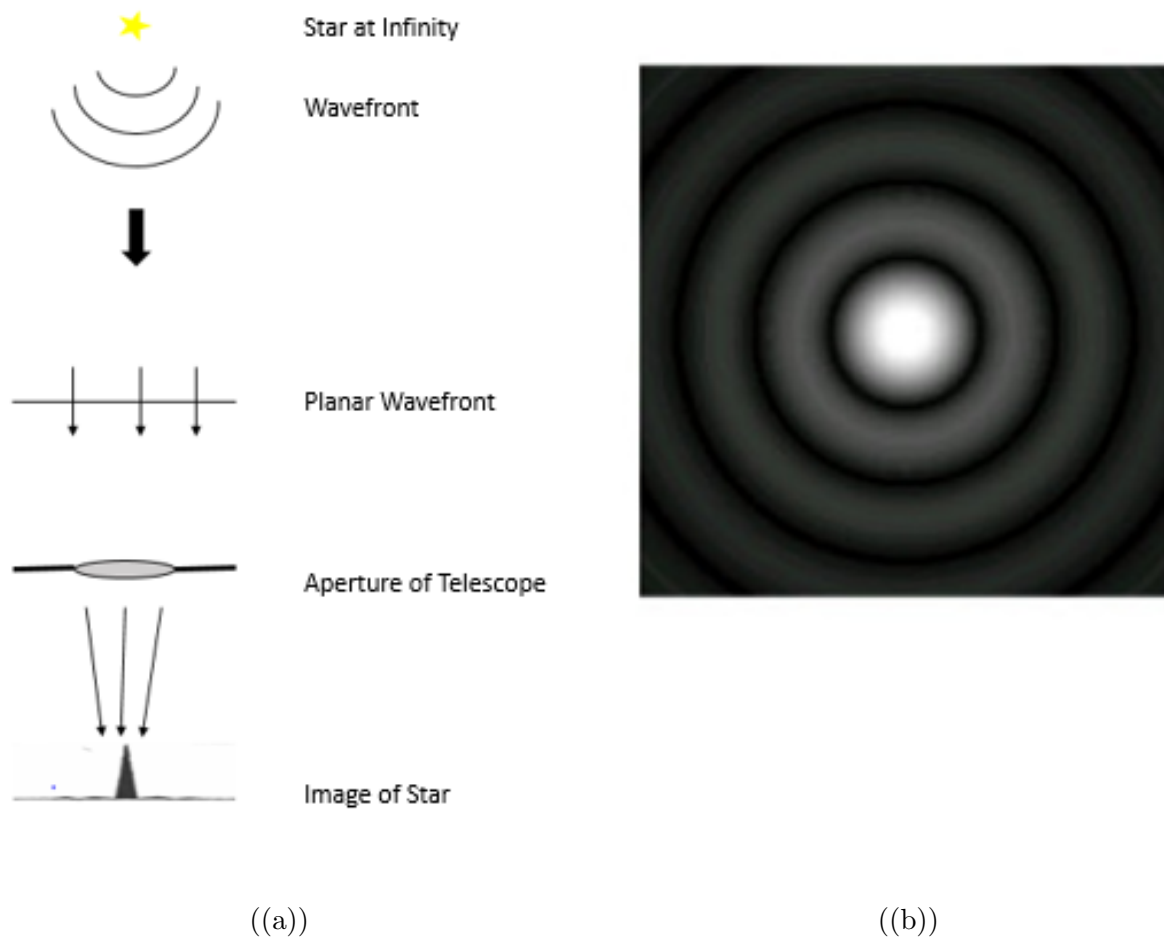 Star at Infinity
Wavefront
Planar Wavefront
Aperture of Telescope
Image of Star
((a))
((b))